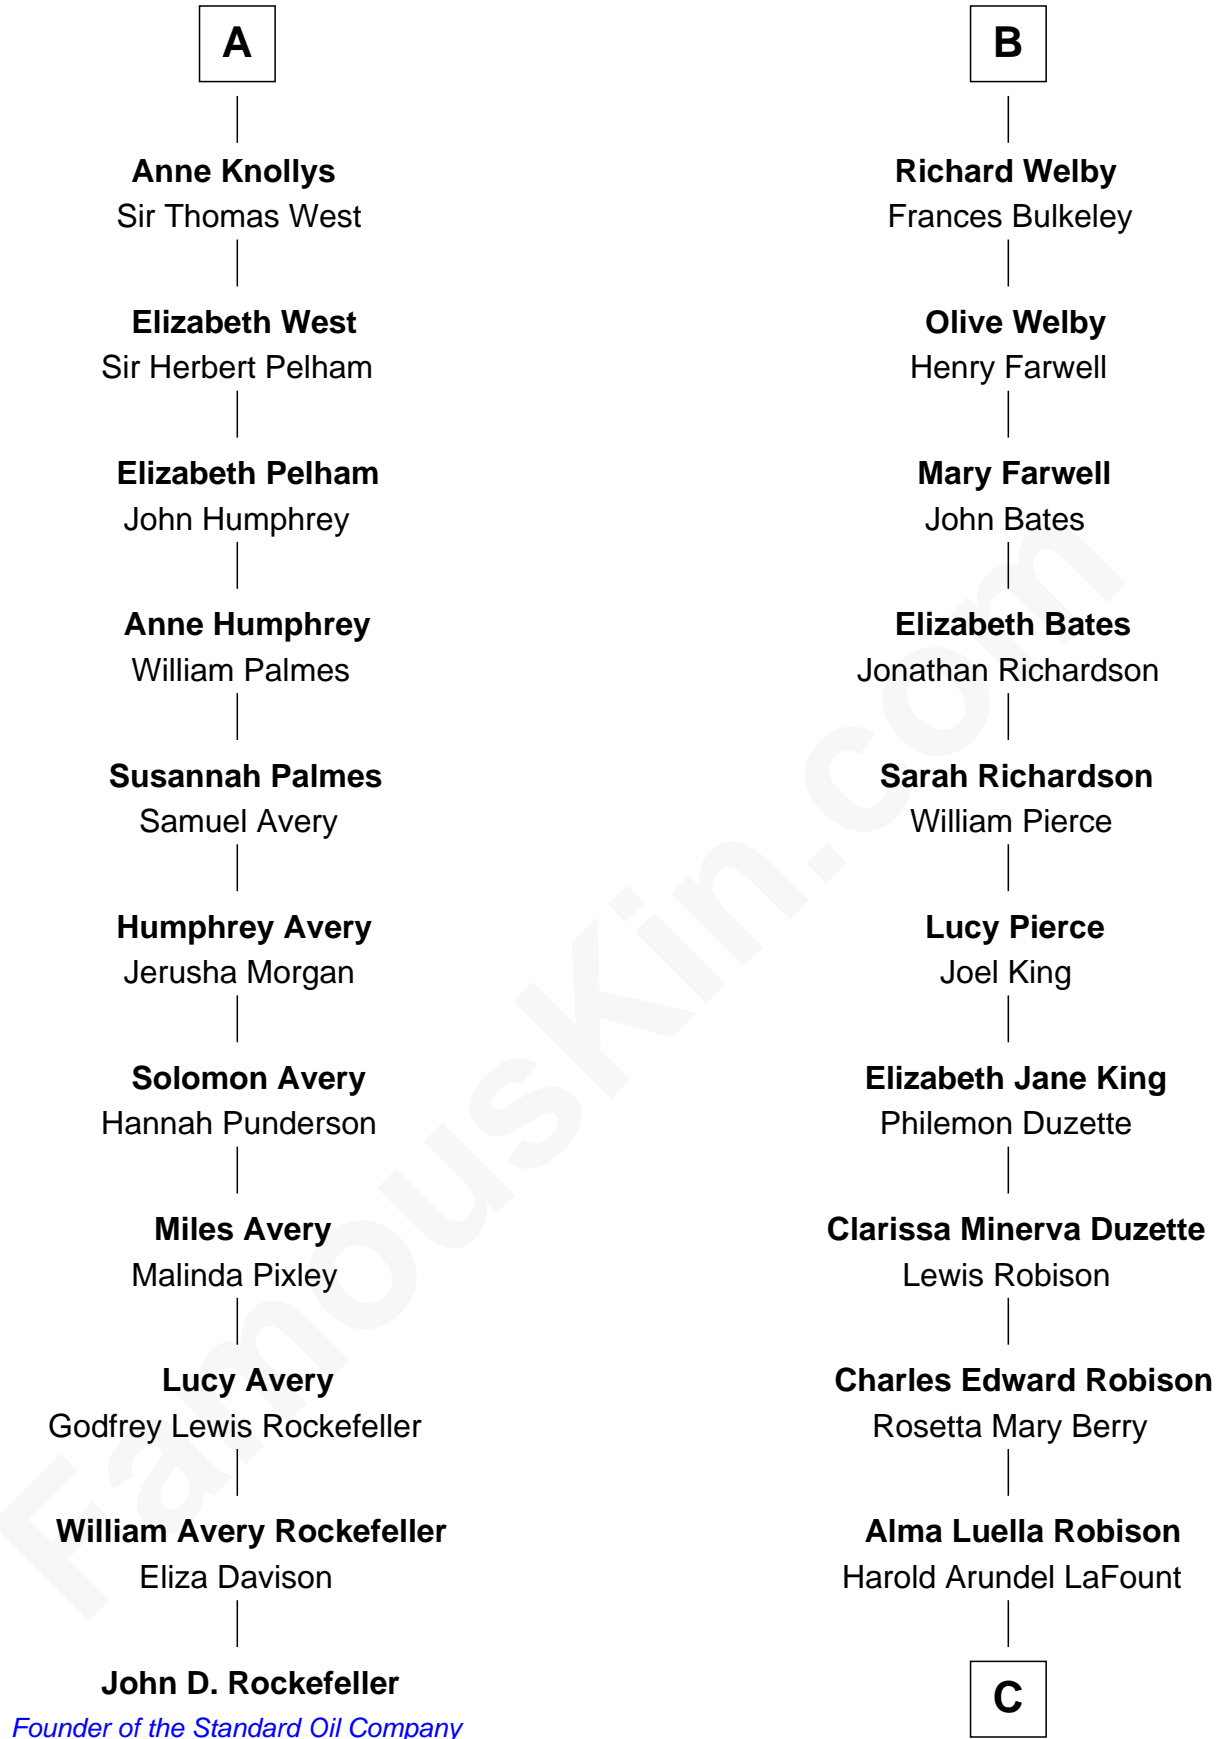 A
Anne Knollys
Sir Thomas West
Elizabeth West
Sir Herbert Pelham
Elizabeth Pelham
John Humphrey
Anne Humphrey
William Palmes
Susannah Palmes
Samuel Avery
Humphrey Avery
Jerusha Morgan
Solomon Avery
Hannah Punderson
Miles Avery
Malinda Pixley
Lucy Avery
Godfrey Lewis Rockefeller
William Avery Rockefeller
Eliza Davison
John D. Rockefeller
Founder of the Standard Oil Company
B
Richard Welby
Frances Bulkeley
Olive Welby
Henry Farwell
Mary Farwell
John Bates
Elizabeth Bates
Jonathan Richardson
Sarah Richardson
William Pierce
Lucy Pierce
Joel King
Elizabeth Jane King
Philemon Duzette
Clarissa Minerva Duzette
Lewis Robison
Charles Edward Robison
Rosetta Mary Berry
Alma Luella Robison
Harold Arundel LaFount
C
FamousKin.com